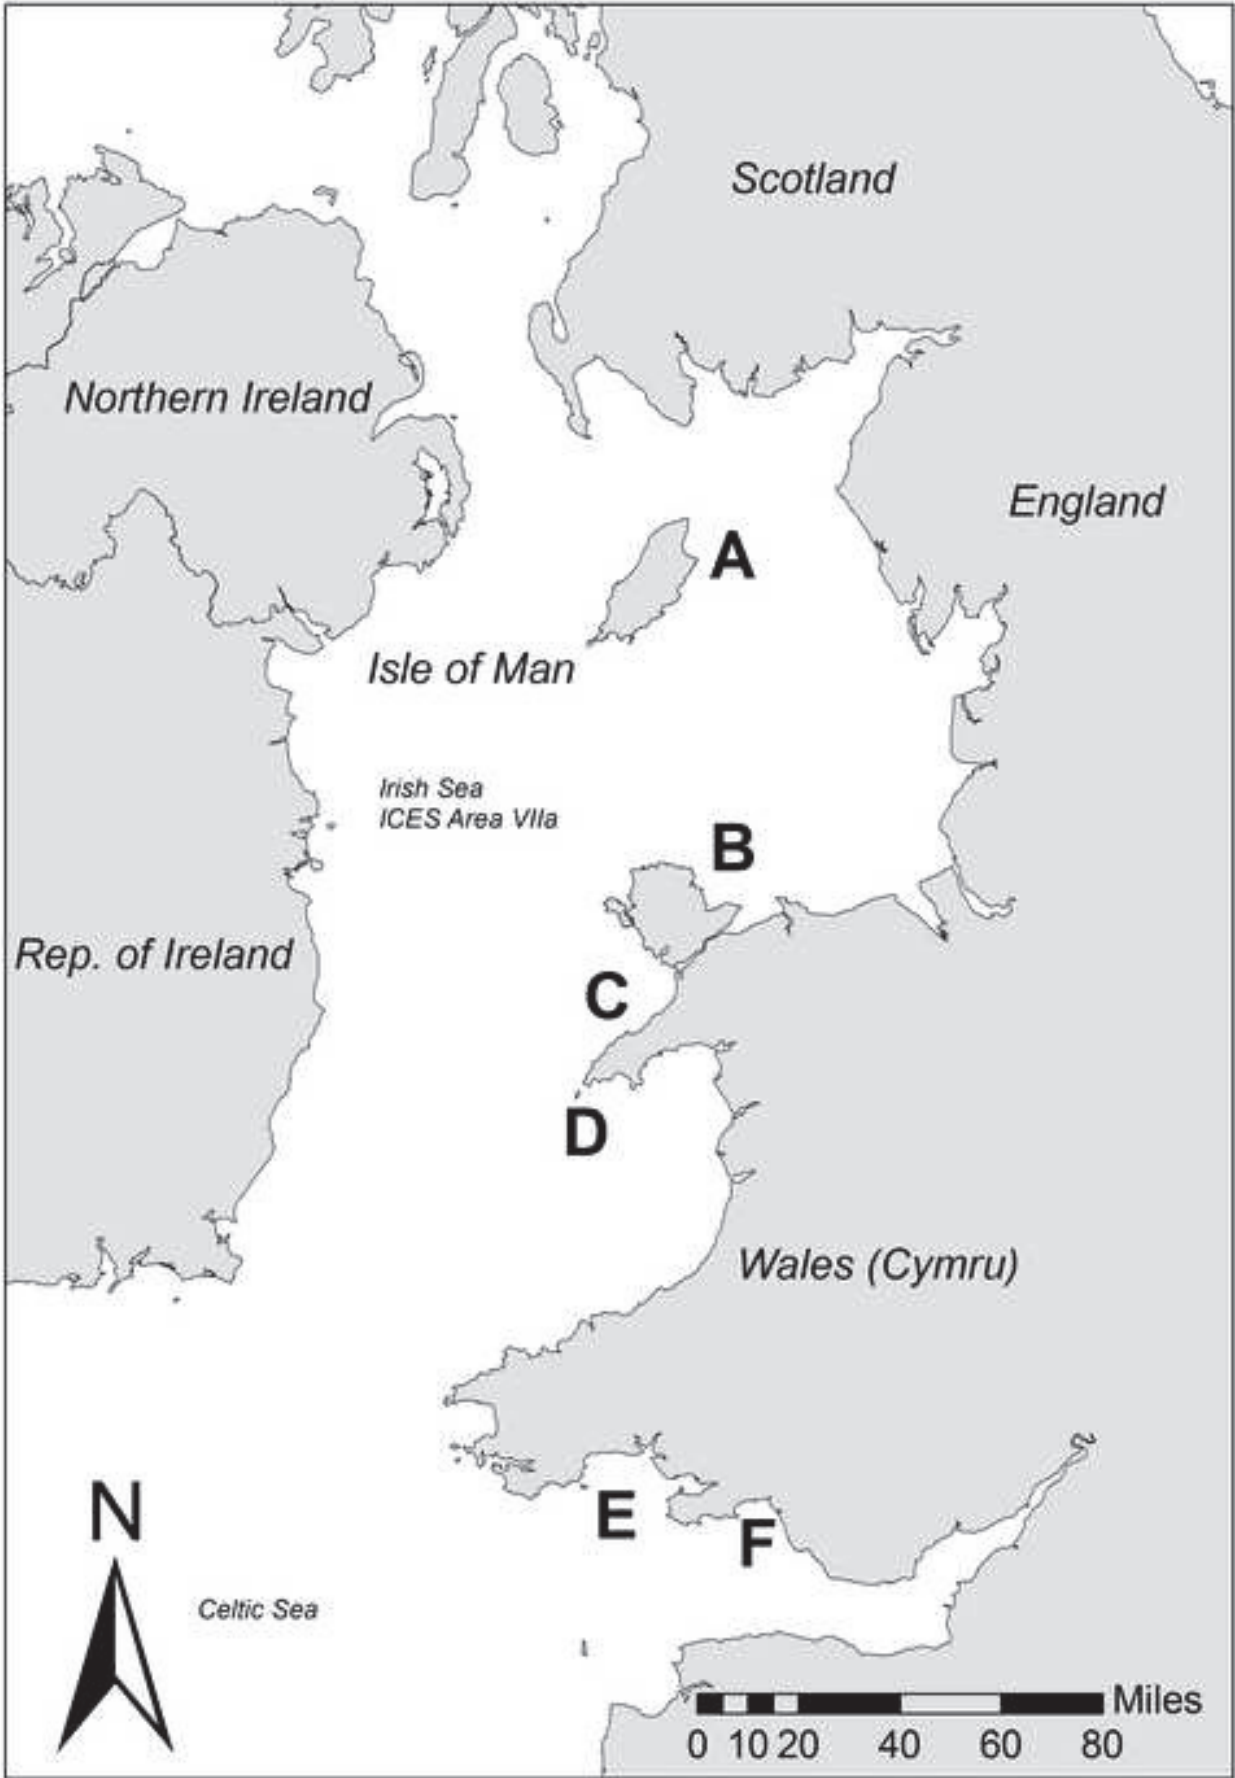 Scotland
Northern Ireland
England
A
Isle of Man
Irish Sea
ICES Area VIIa
B
Rep. of Ireland
C
D
Wales (Cymru)
N
E
F
Celtic Sea
Miles
0 10 20 40 60 80